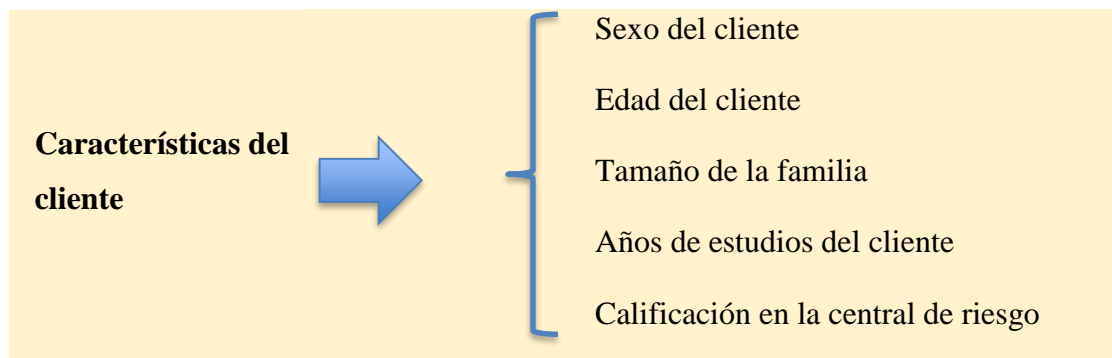 Características del
cliente
Sexo del cliente
Edad del cliente
Tamaño de la familia
Años de estudios del cliente
Calificación en la central de riesgo